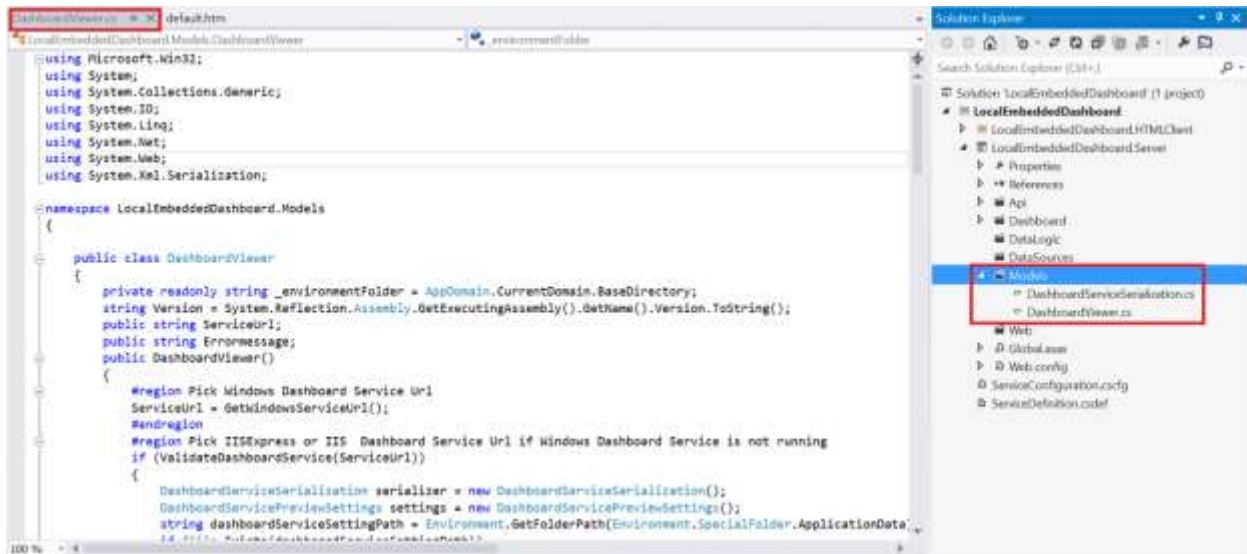 DashboardViewer.cs default.htm
LocalEmbeddedDashboard.Models.DashboardViewer _environmentFolder
using Microsoft.Win32;
using System;
using System.Collections.Generic;
using System.IO;
using System.Linq;
using System.Net;
using System.Web;
using System.Xml.Serialization;
namespace LocalEmbeddedDashboard.Models
{
public class DashboardViewer
{
private readonly string _environmentFolder = AppDomain.CurrentDomain.BaseDirectory;
string Version = System.Reflection.Assembly.GetExecutingAssembly().GetName().Version.ToString();
public string ServiceUrl;
public string Errormessage;
public DashboardViewer()
{
#region Pick Windows Dashboard Service Url
ServiceUrl = GetWindowsServiceUrl();
#endregion
#region Pick IISExpress or IIS Dashboard Service Url if Windows Dashboard Service is not running
if (ValidateDashboardService(ServiceUrl))
{
DashboardServiceSerialization serializer = new DashboardServiceSerialization();
DashboardServicePreviewSettings settings = new DashboardServicePreviewSettings();
string dashboardServiceSettingPath = Environment.GetFolderPath(Environment.SpecialFolder.ApplicationData
100 %
Solution Explorer
Search Solution Explorer (Ctrl+;)
Solution 'LocalEmbeddedDashboard' (1 project)
LocalEmbeddedDashboard
LocalEmbeddedDashboard.HTMLClient
LocalEmbeddedDashboard.Server
Properties
References
Api
Dashboard
DataLogic
DataSources
Models
DashboardServiceSerialization.cs
DashboardViewer.cs
Web
Global.asax
Web.config
ServiceConfiguration.cscfg
ServiceDefinition.csdef